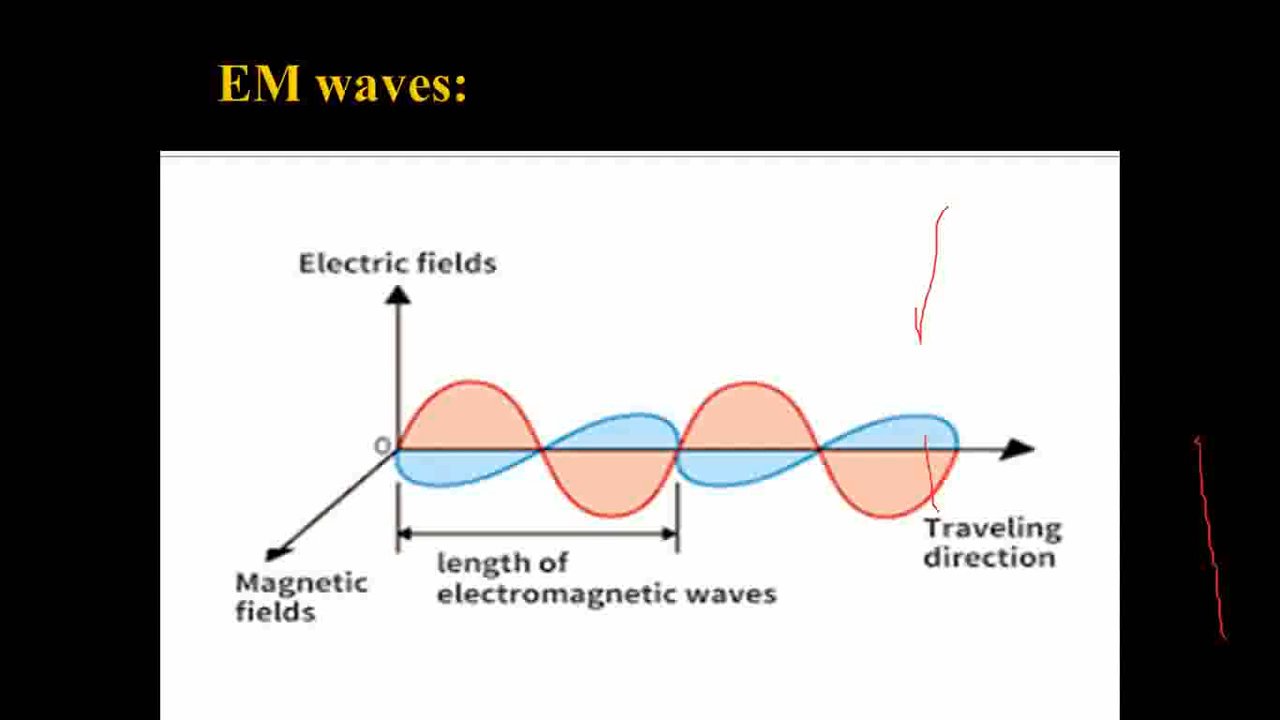 EM waves:
Electric fields
O
Traveling
direction
length of
electromagnetic waves
Magnetic
fields